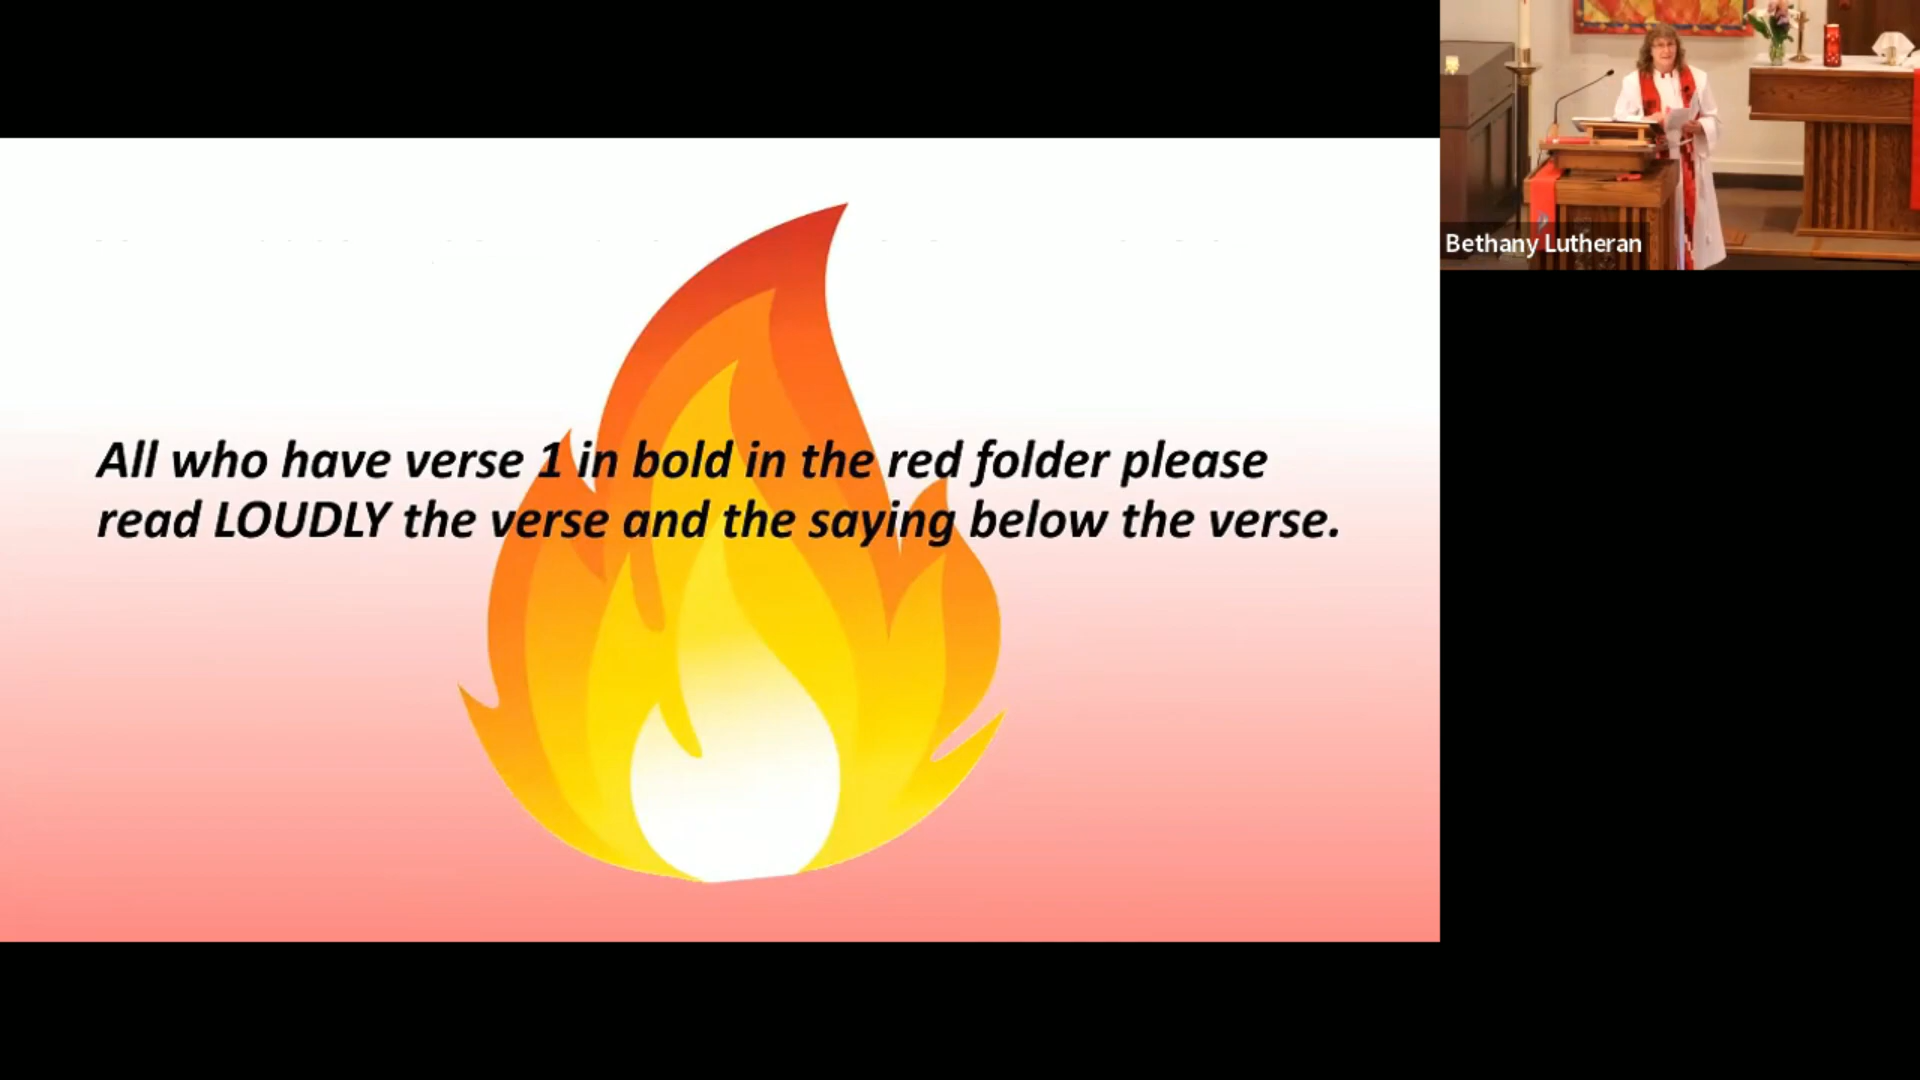 All who have verse 1 in bold in the red folder please
read LOUDLY the verse and the saying below the verse.
Bethany Lutheran